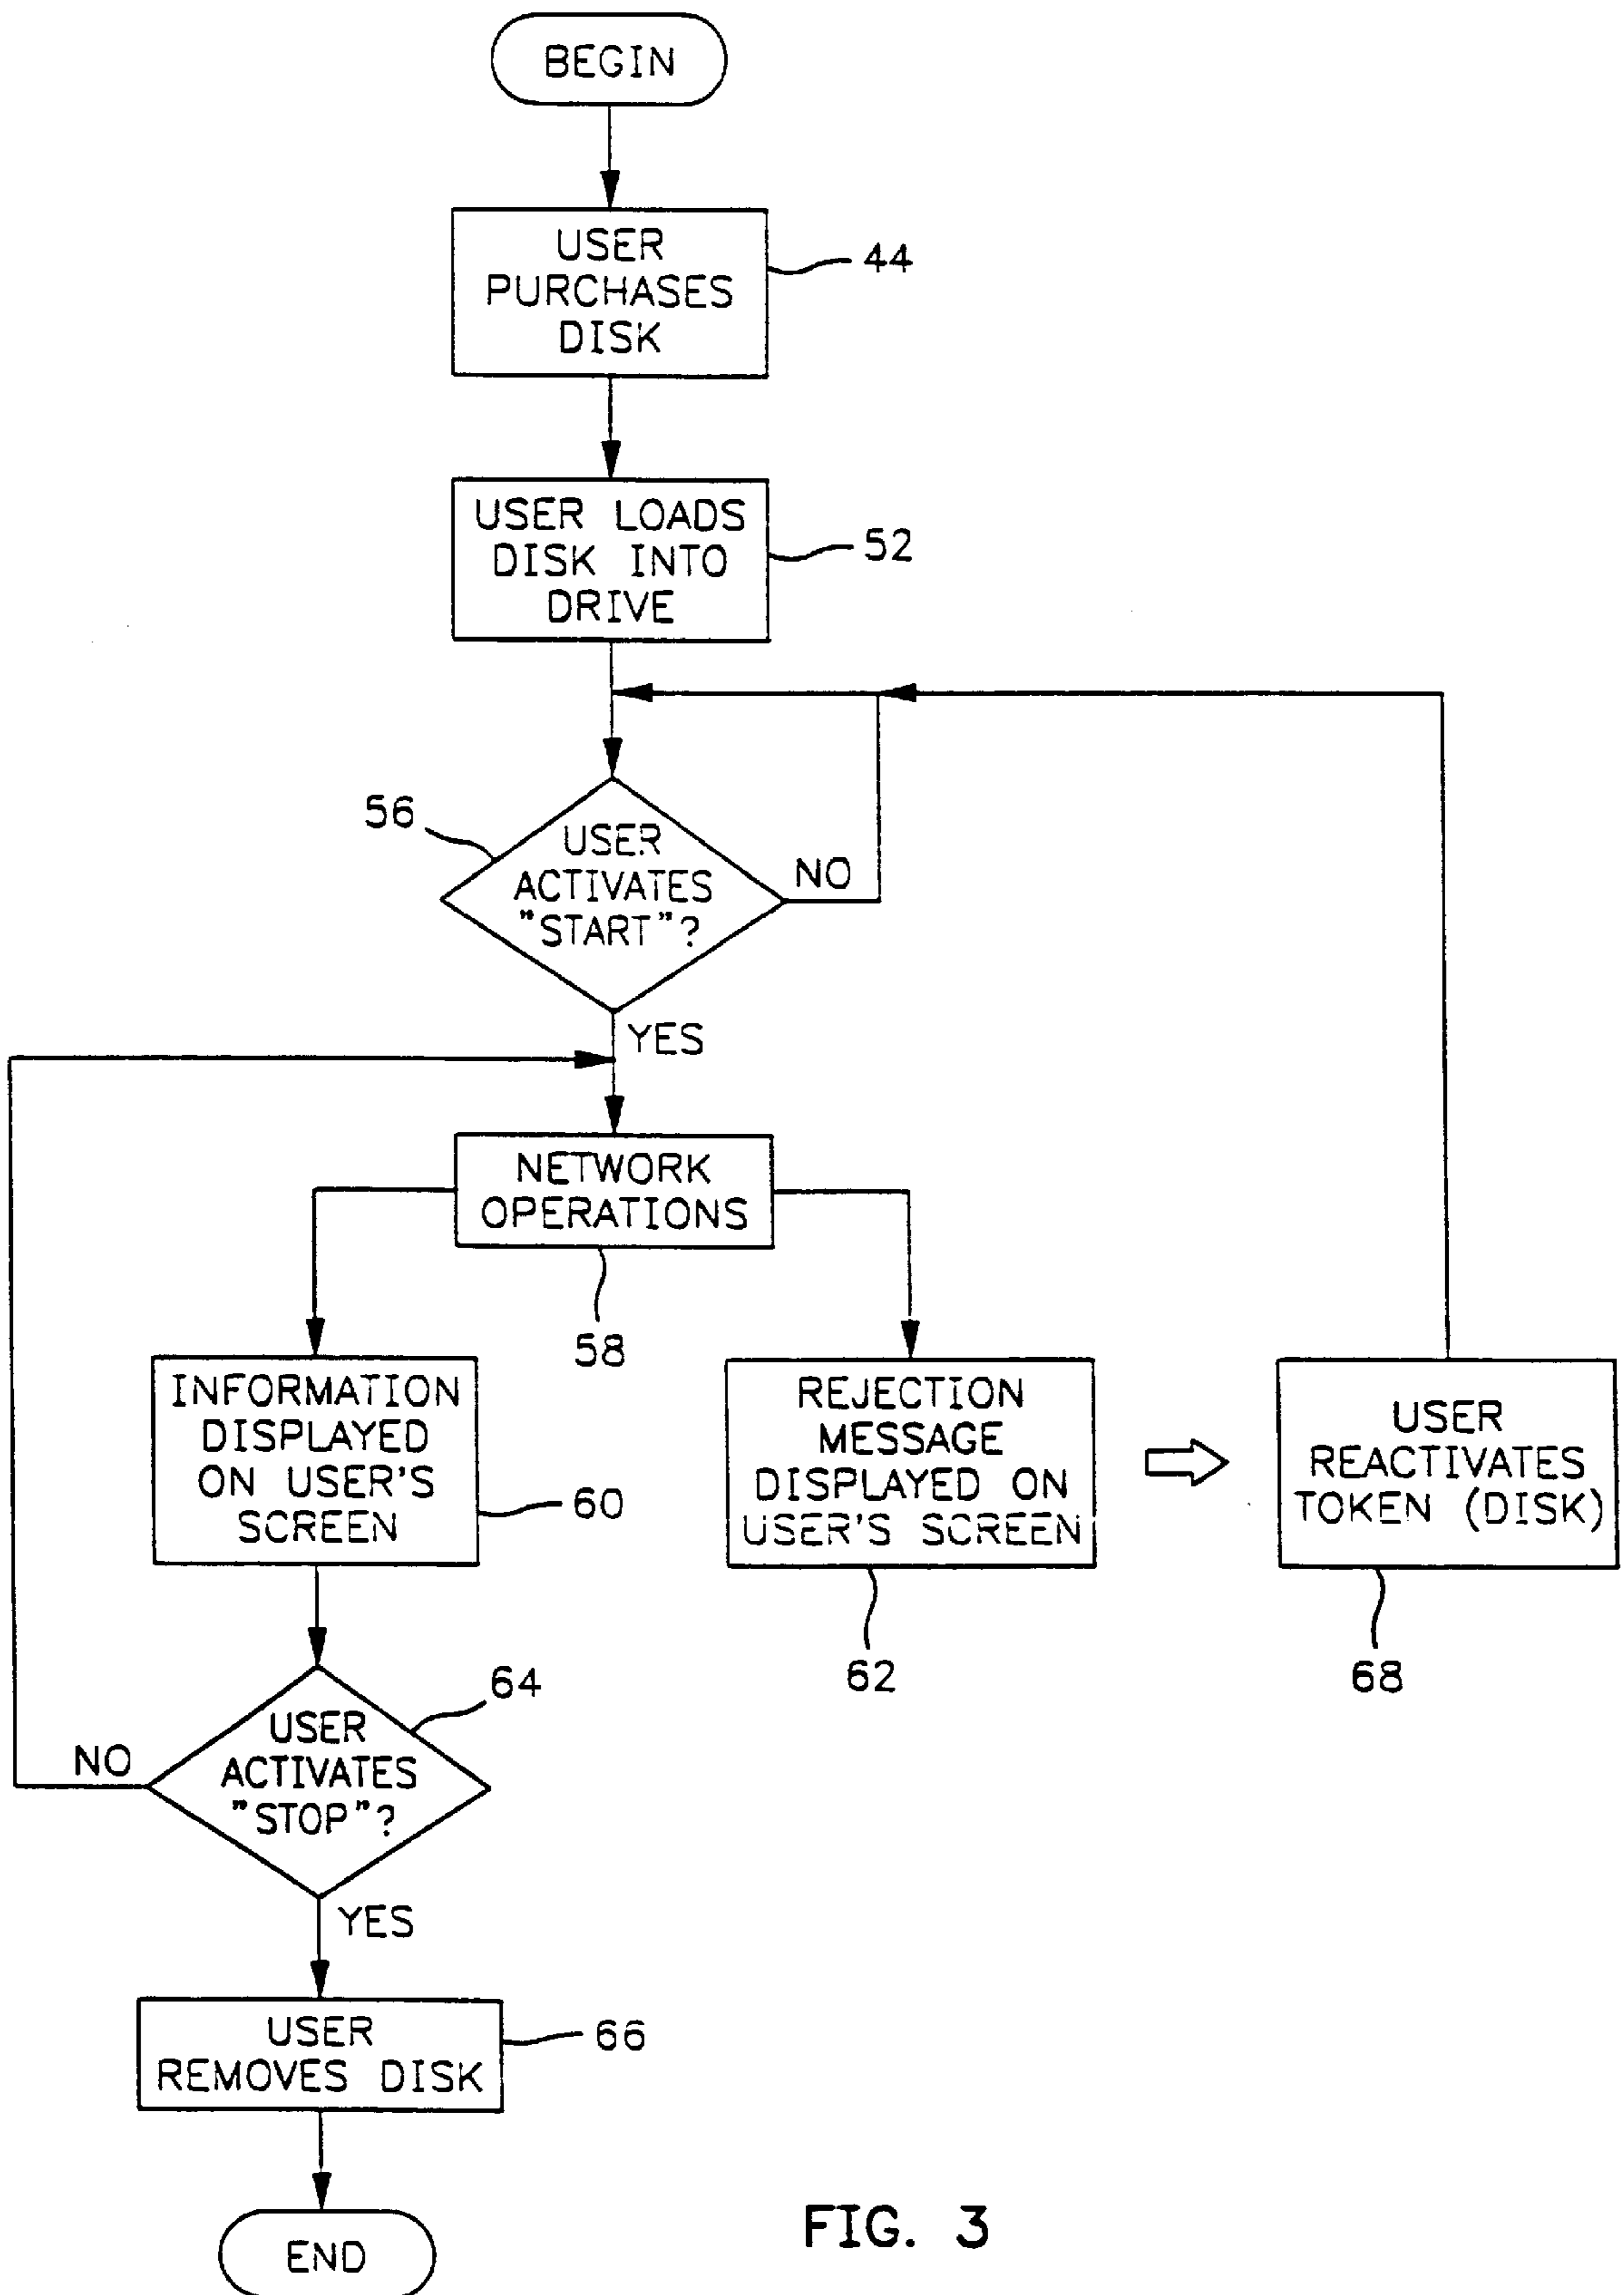 BEGIN
USER
PURCHASES
DISK
44
USER LOADS
DISK INTO
DRIVE
52
56
USER
ACTIVATES
"START"?
NO
YES
NETWORK
OPERATIONS
58
INFORMATION
DISPLAYED
ON USER'S
SCREEN
60
REJECTION
MESSAGE
DISPLAYED ON
USER'S SCREEN
62
USER
REACTIVATES
TOKEN (DISK)
68
64
USER
ACTIVATES
"STOP"?
NO
YES
USER
REMOVES DISK
66
END
FIG. 3